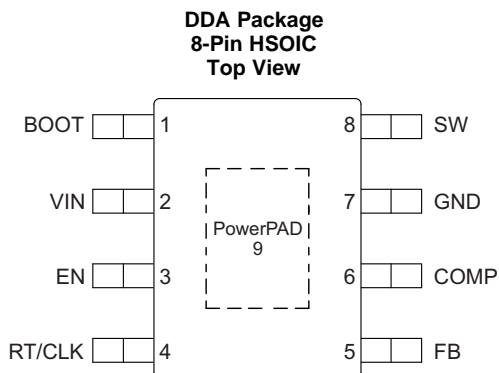 DDA Package
8-Pin HSOIC
Top View
BOOT 1 8 SW
VIN 2 7 GND
PowerPAD
9
EN 3 6 COMP
RT/CLK 4 5 FB